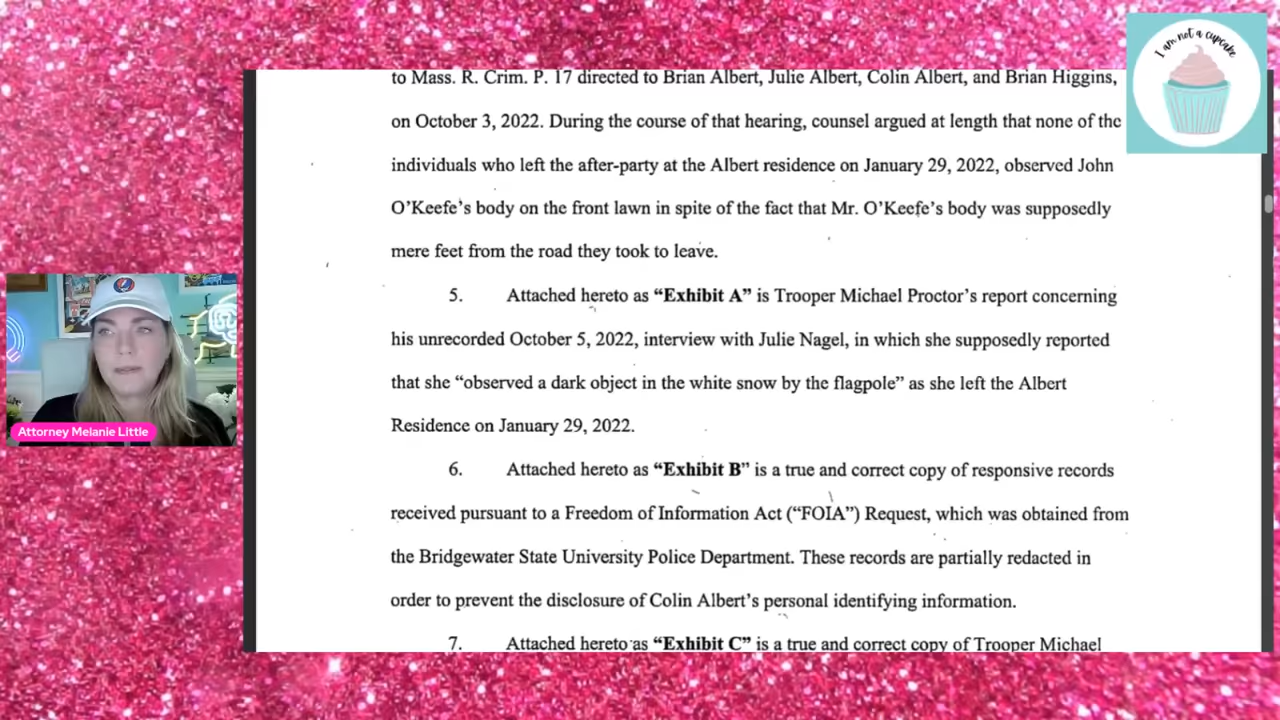 I am not a cupcake
to Mass. R. Crim. P. 17 directed to Brian Albert, Julie Albert, Colin Albert, and Brian Higgins,
on October 3, 2022. During the course of that hearing, counsel argued at length that none of the
individuals who left the after-party at the Albert residence on January 29, 2022, observed John
O’Keefe’s body on the front lawn in spite of the fact that Mr. O’Keefe’s body was supposedly
mere feet from the road they took to leave.
5. Attached hereto as “Exhibit A” is Trooper Michael Proctor’s report concerning
his unrecorded October 5, 2022, interview with Julie Nagel, in which she supposedly reported
that she “observed a dark object in the white snow by the flagpole” as she left the Albert
Residence on January 29, 2022.
6. Attached hereto as “Exhibit B” is a true and correct copy of responsive records
received pursuant to a Freedom of Information Act (“FOIA”) Request, which was obtained from
the Bridgewater State University Police Department. These records are partially redacted in
order to prevent the disclosure of Colin Albert’s personal identifying information.
7. Attached hereto as “Exhibit C” is a true and correct copy of Trooper Michael
Attorney Melanie Little